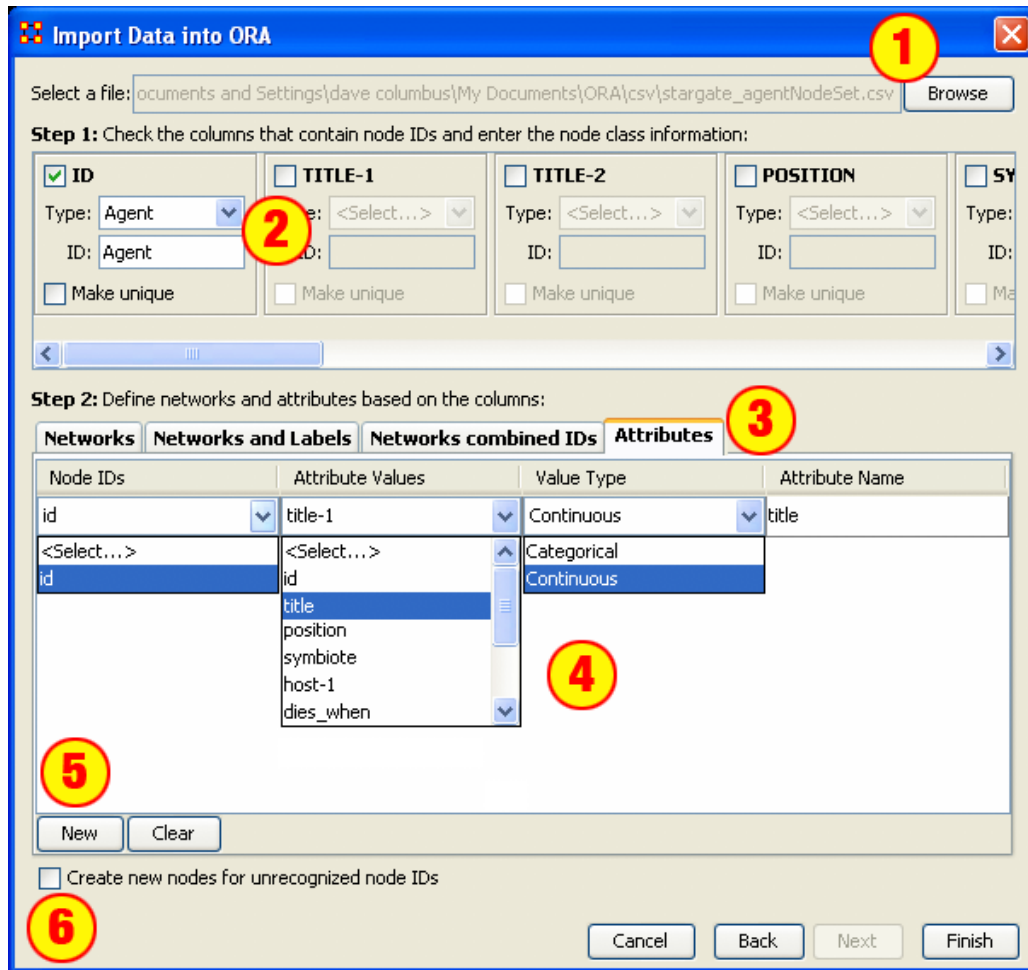 Import Data into ORA
1
Select a file: ocuments and Settings\dave columbus\My Documents\ORA\csv\stargate_agentNodeSet.csv Browse
Step 1: Check the columns that contain node IDs and enter the node class information:
ID TITLE-1 TITLE-2 POSITION SY
Type: Agent e: <Select...> Type: <Select...> Type: <Select...> Type:
2
ID: Agent ID: ID: ID: ID:
Make unique Make unique Make unique Make unique Ma
Step 2: Define networks and attributes based on the columns:
3
Networks Networks and Labels Networks combined IDs Attributes
Node IDs Attribute Values Value Type Attribute Name
id title-1 Continuous title
<Select...> <Select...> Categorical
id id Continuous
title
position
symbiote
4
host-1
dies_when
5
New Clear
Create new nodes for unrecognized node IDs
6
Cancel Back Next Finish